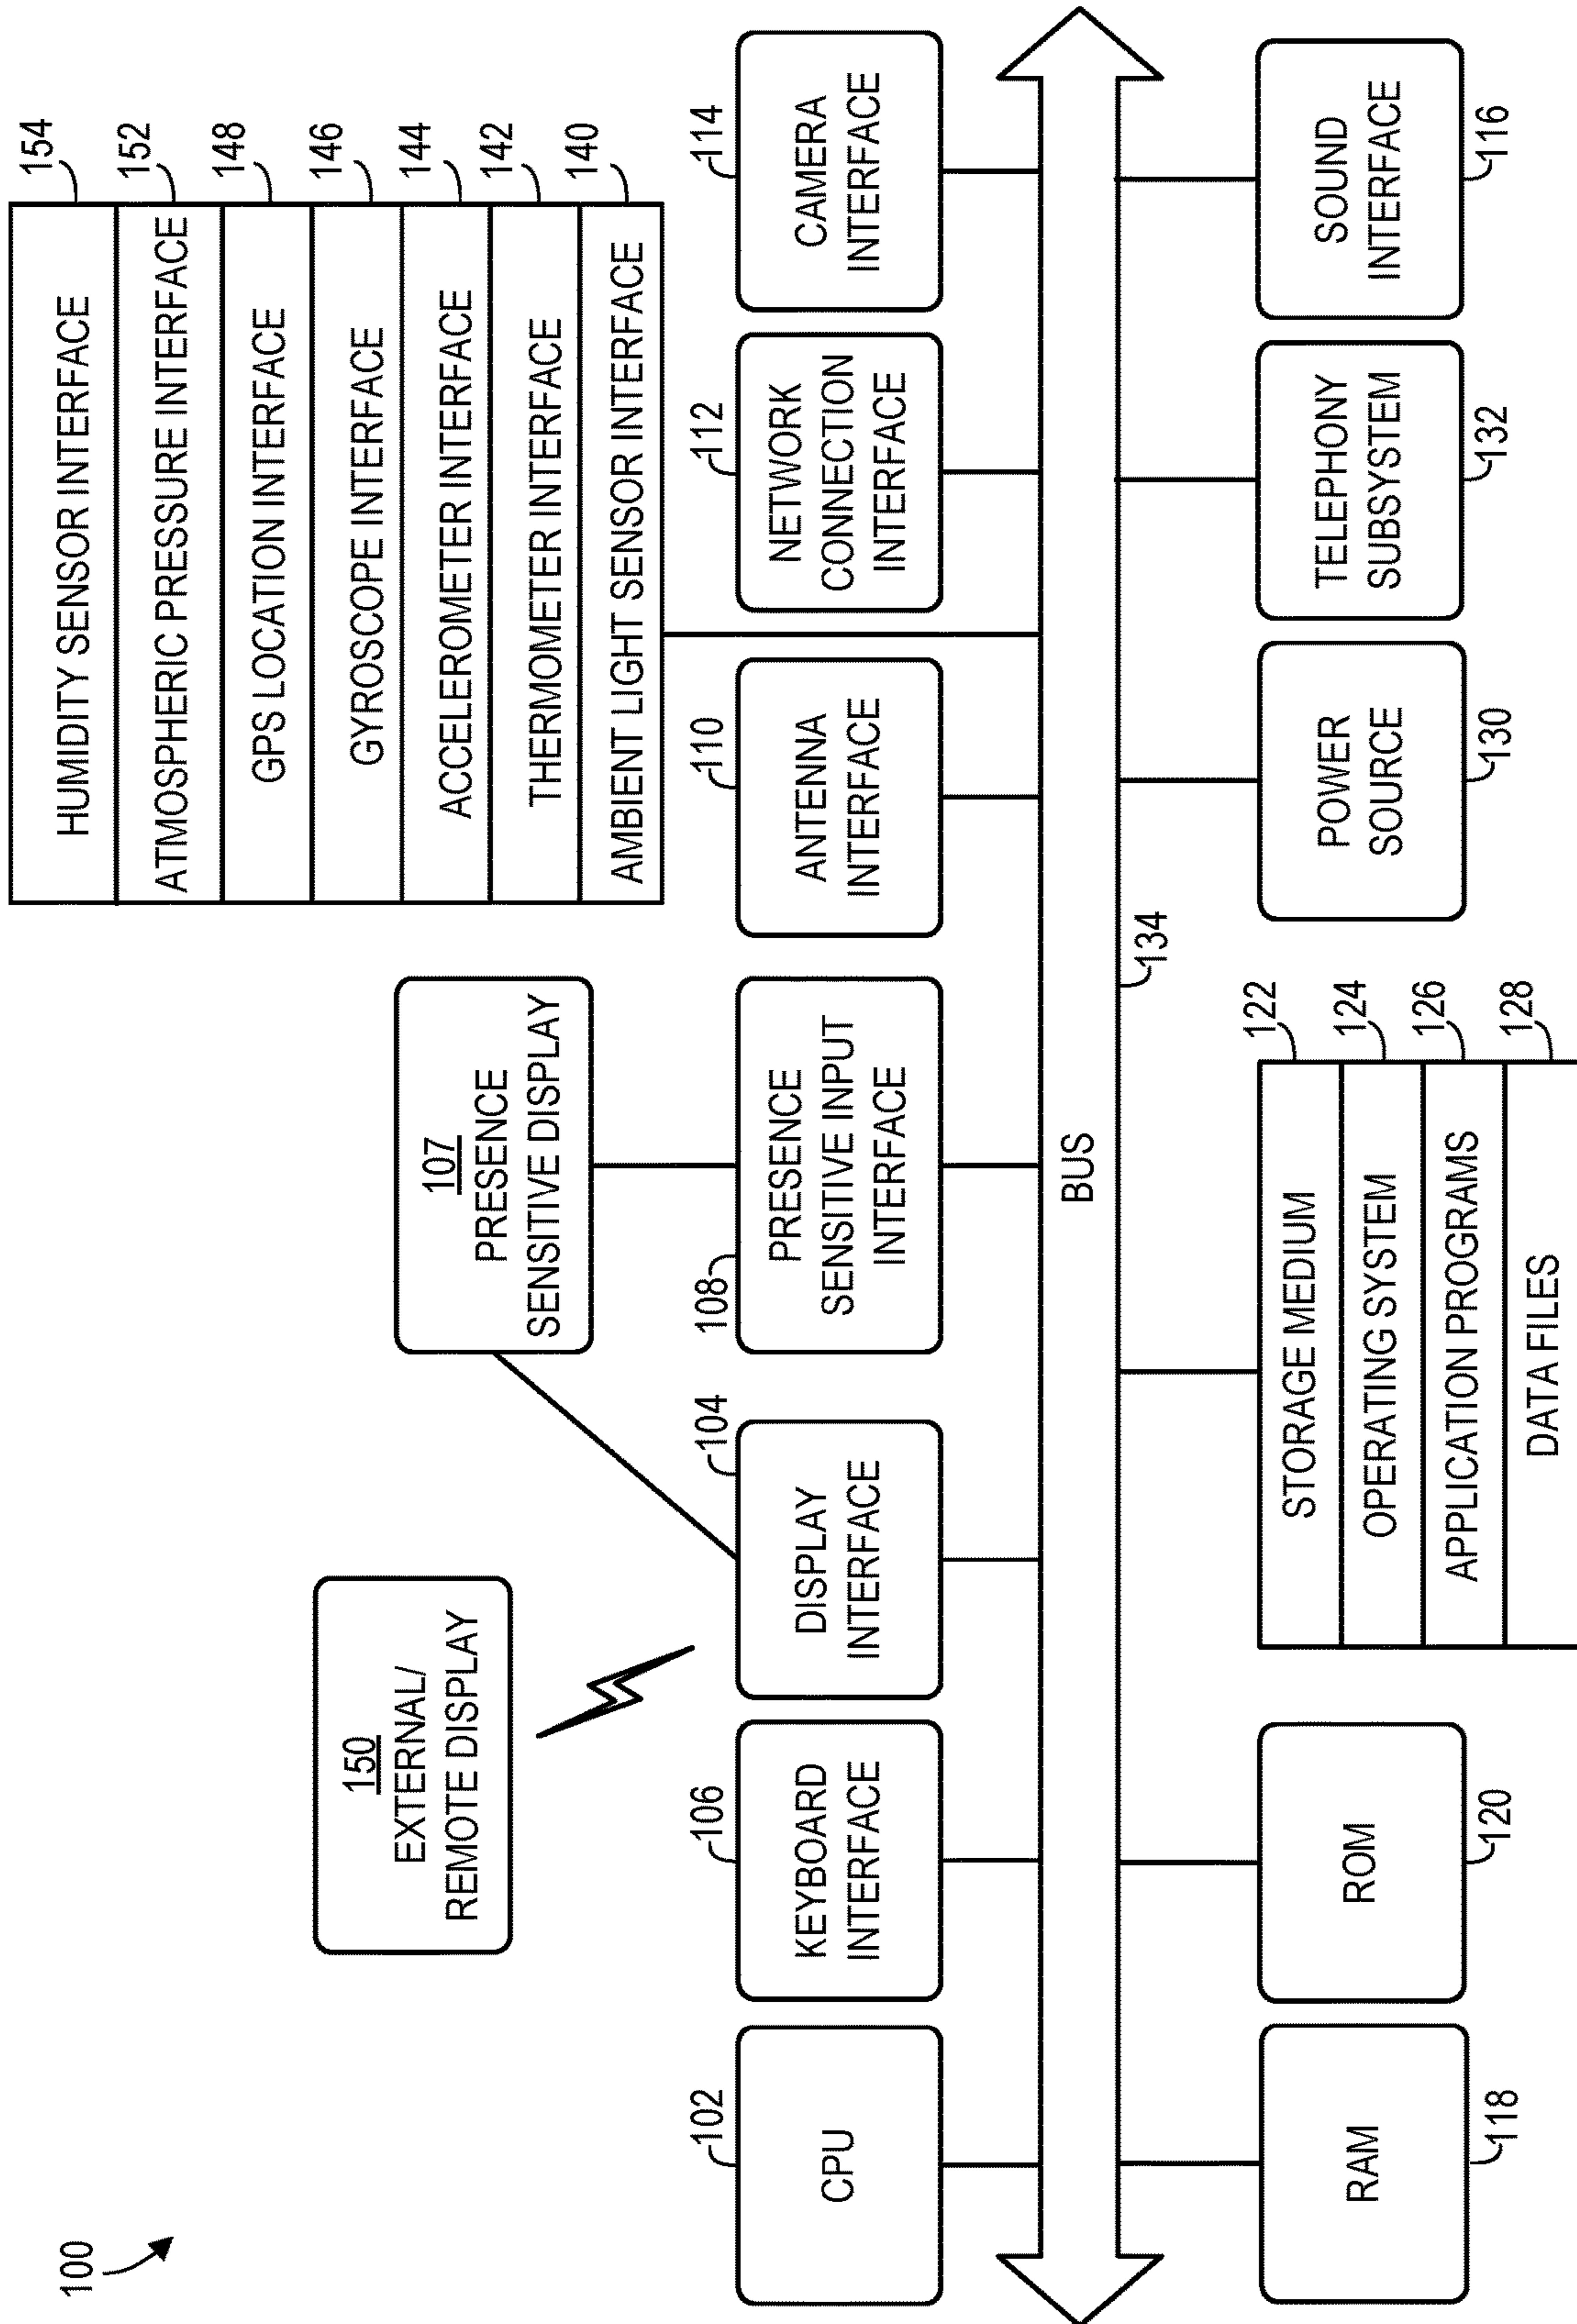 100
150
EXTERNAL/
REMOTE DISPLAY
107
PRESENCE
SENSITIVE DISPLAY
HUMIDITY SENSOR INTERFACE
154
ATMOSPHERIC PRESSURE INTERFACE
152
GPS LOCATION INTERFACE
148
GYROSCOPE INTERFACE
146
ACCELEROMETER INTERFACE
144
THERMOMETER INTERFACE
142
AMBIENT LIGHT SENSOR INTERFACE
140
102
CPU
106
KEYBOARD
INTERFACE
104
DISPLAY
INTERFACE
108
PRESENCE
SENSITIVE INPUT
INTERFACE
110
ANTENNA
INTERFACE
112
NETWORK
CONNECTION
INTERFACE
114
CAMERA
INTERFACE
BUS
134
RAM
118
ROM
120
STORAGE MEDIUM
122
OPERATING SYSTEM
124
APPLICATION PROGRAMS
126
DATA FILES
128
POWER
SOURCE
130
TELEPHONY
SUBSYSTEM
132
SOUND
INTERFACE
116